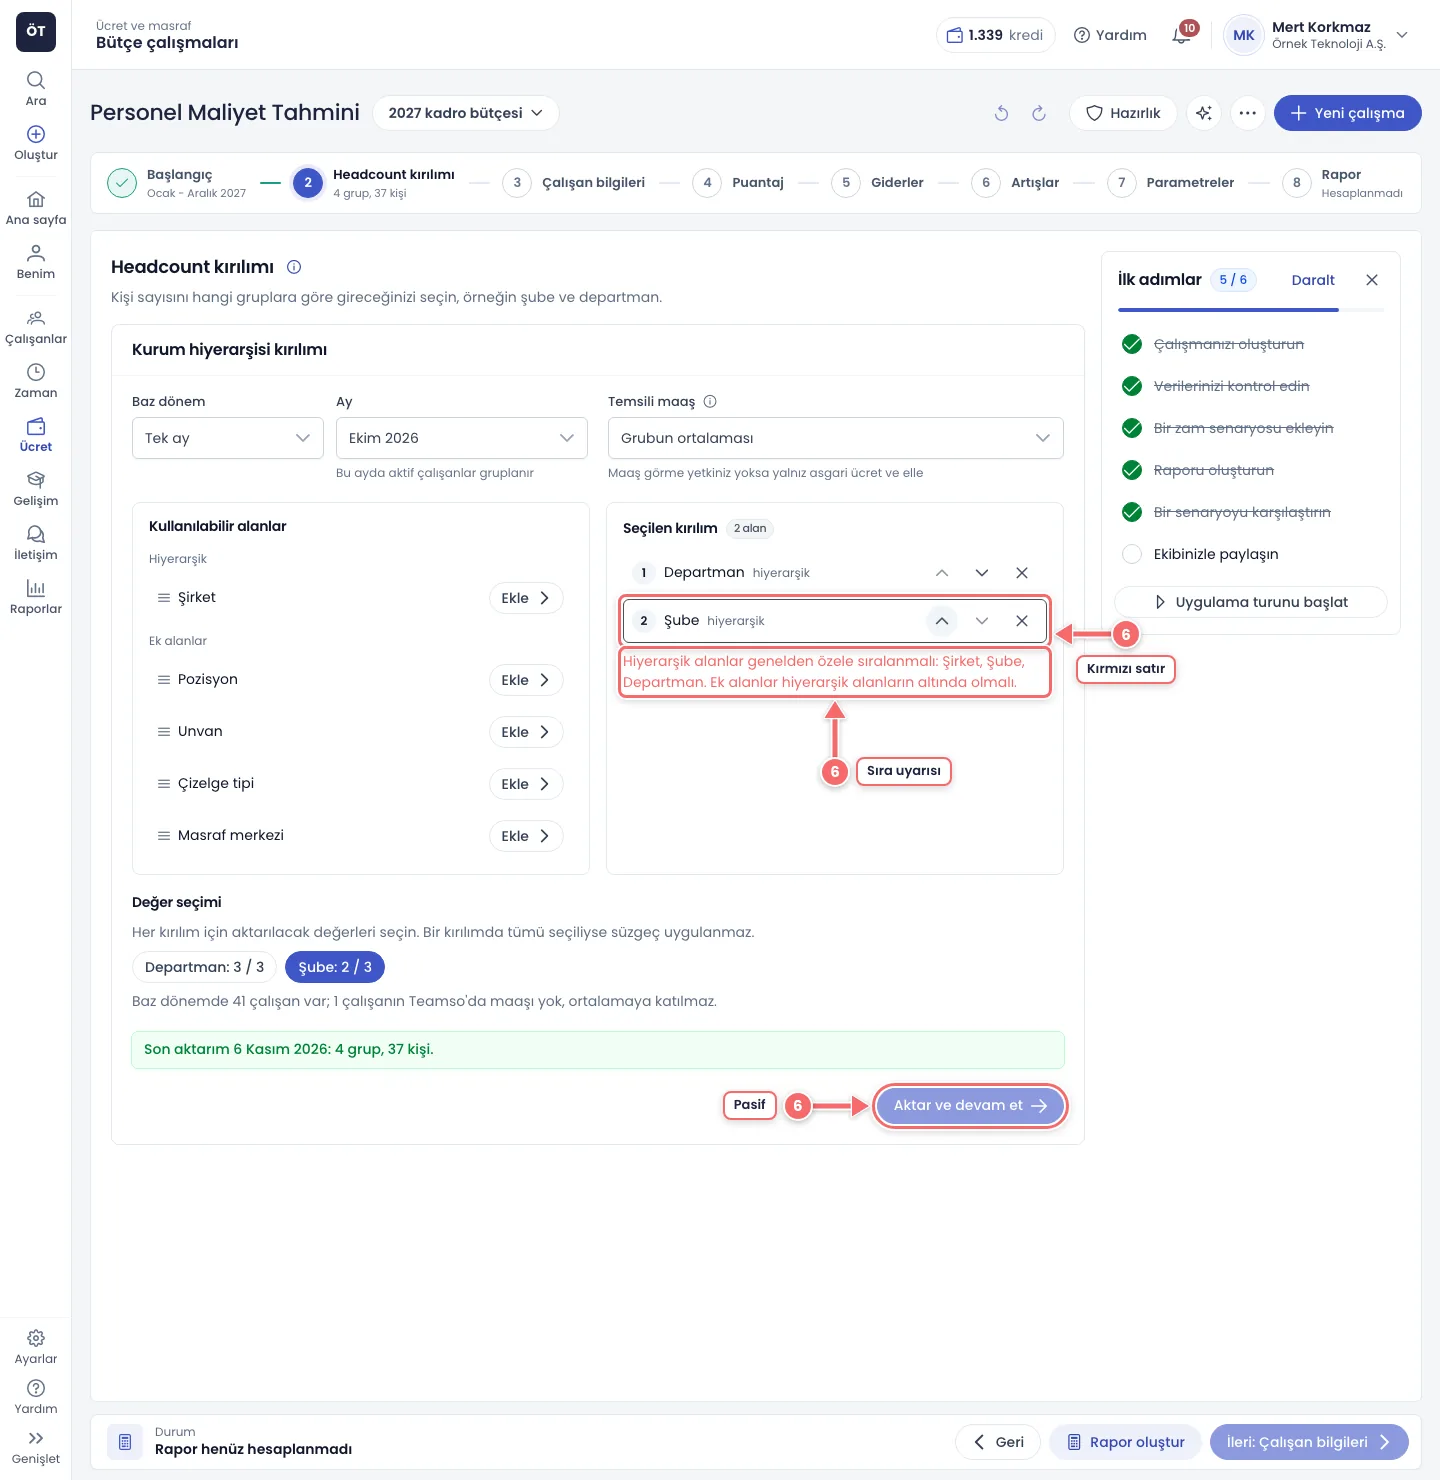 ÖT
Ara
Oluştur
Ana sayfa
Benim
Çalışanlar
Zaman
Ücret
Gelişim
İletişim
Raporlar
Ayarlar
Yardım
Genişlet
Ücret ve masraf
Bütçe çalışmaları
1.339 kredi
Yardım
10
MK
Mert Korkmaz
Örnek Teknoloji A.Ş.
Personel Maliyet Tahmini
2027 kadro bütçesi
Hazırlık
Yeni çalışma
Başlangıç
Ocak - Aralık 2027
2
Headcount kırılımı
4 grup, 37 kişi
3 Çalışan bilgileri
4 Puantaj
5 Giderler
6 Artışlar
7 Parametreler
8
Rapor
Hesaplanmadı
Headcount kırılımı
Kişi sayısını hangi gruplara göre gireceğinizi seçin, örneğin şube ve departman.
Kurum hiyerarşisi kırılımı
Baz dönem
Tek ay
Ay
Ekim 2026
Bu ayda aktif çalışanlar gruplanır
Temsili maaş
Grubun ortalaması
Maaş görme yetkiniz yoksa yalnız asgari ücret ve elle
Kullanılabilir alanlar
Hiyerarşik
Şirket Ekle
Ek alanlar
Pozisyon Ekle
Unvan Ekle
Çizelge tipi Ekle
Masraf merkezi Ekle
Seçilen kırılım 2 alan
1 Departman hiyerarşik
2 Şube hiyerarşik
Hiyerarşik alanlar genelden özele sıralanmalı: Şirket, Şube,
Departman. Ek alanlar hiyerarşik alanların altında olmalı.
6
Kırmızı satır
6 Sıra uyarısı
Değer seçimi
Her kırılım için aktarılacak değerleri seçin. Bir kırılımda tümü seçiliyse süzgeç uygulanmaz.
Departman: 3 / 3
Şube: 2 / 3
Baz dönemde 41 çalışan var; 1 çalışanın Teamso'da maaşı yok, ortalamaya katılmaz.
Son aktarım 6 Kasım 2026: 4 grup, 37 kişi.
Pasif 6
Aktar ve devam et
İlk adımlar 5 / 6 Daralt
Çalışmanızı oluşturun
Verilerinizi kontrol edin
Bir zam senaryosu ekleyin
Raporu oluşturun
Bir senaryoyu karşılaştırın
Ekibinizle paylaşın
Uygulama turunu başlat
Durum
Rapor henüz hesaplanmadı
Geri
Rapor oluştur
İleri: Çalışan bilgileri